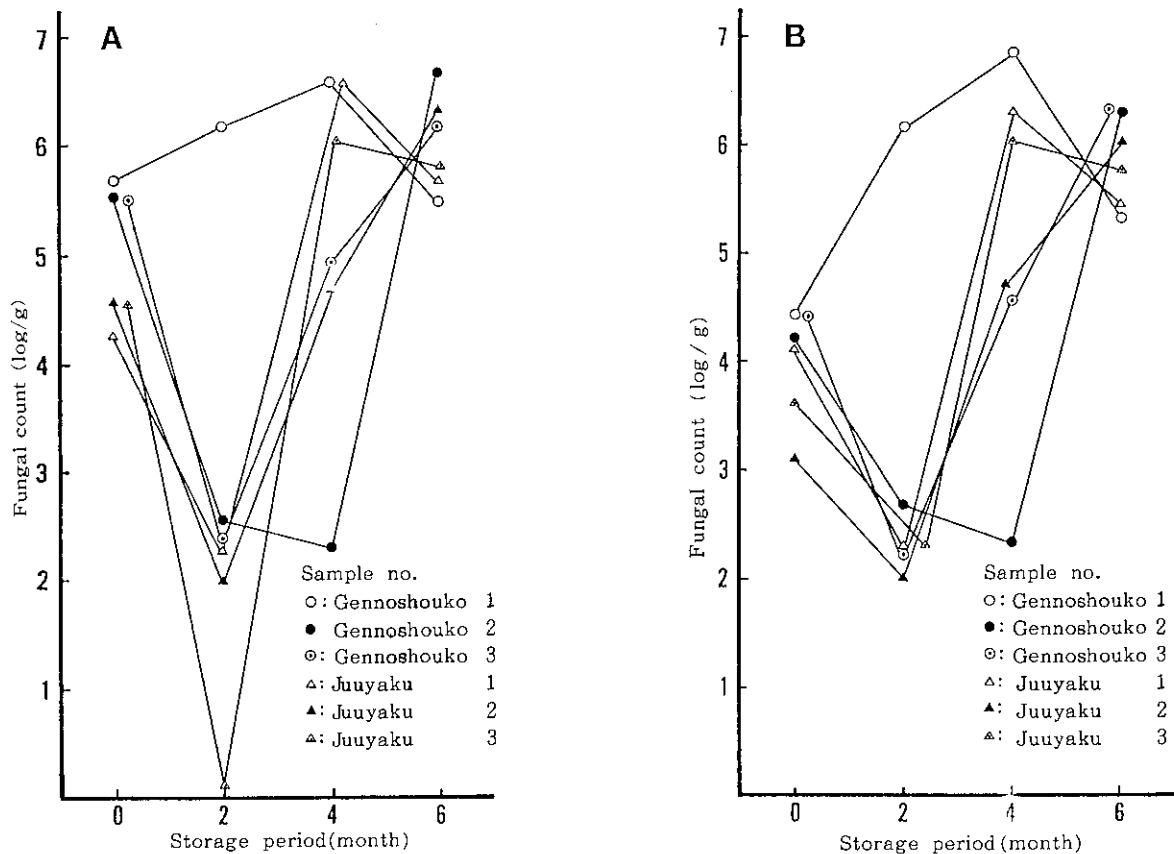 A
7
6
5
4
3
2
1
Fungal count (log/g)
Sample no.
○: Gennoshouko 1
● Gennoshouko 2
⊙: Gennoshouko 3
△: Juuyaku 1
▲: Juuyaku 2
◬: Juuyaku 3
0 2 4 6
Storage period(month)
B
7
6
5
4
3
2
1
Fungal count (log/g)
Sample no.
○: Gennoshouko 1
●: Gennoshouko 2
⊙: Gennoshouko 3
△: Juuyaku 1
▲: Juuyaku 2
◬: Juuyaku 3
0 2 4 6
Storage period(month)